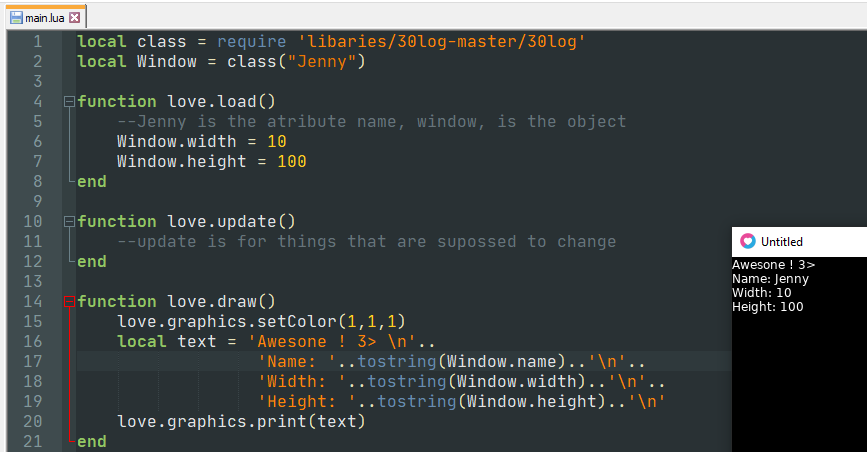 main.lua
1 local class = require 'libaries/30log-master/30log'
2 local Window = class("Jenny")
3
4 function love.load()
5 --Jenny is the atribute name, window, is the object
6 Window.width = 10
7 Window.height = 100
8 end
9
10 function love.update()
11 --update is for things that are supossed to change
12 end
13
14 function love.draw()
15 love.graphics.setColor(1,1,1)
16 local text = 'Awesone ! 3> \n'..
17 'Name: '..tostring(Window.name)..'\n'..
18 'Width: '..tostring(Window.width)..'\n'..
19 'Height: '..tostring(Window.height)..'\n'
20 love.graphics.print(text)
21 end
Untitled
Awesone ! 3>
Name: Jenny
Width: 10
Height: 100